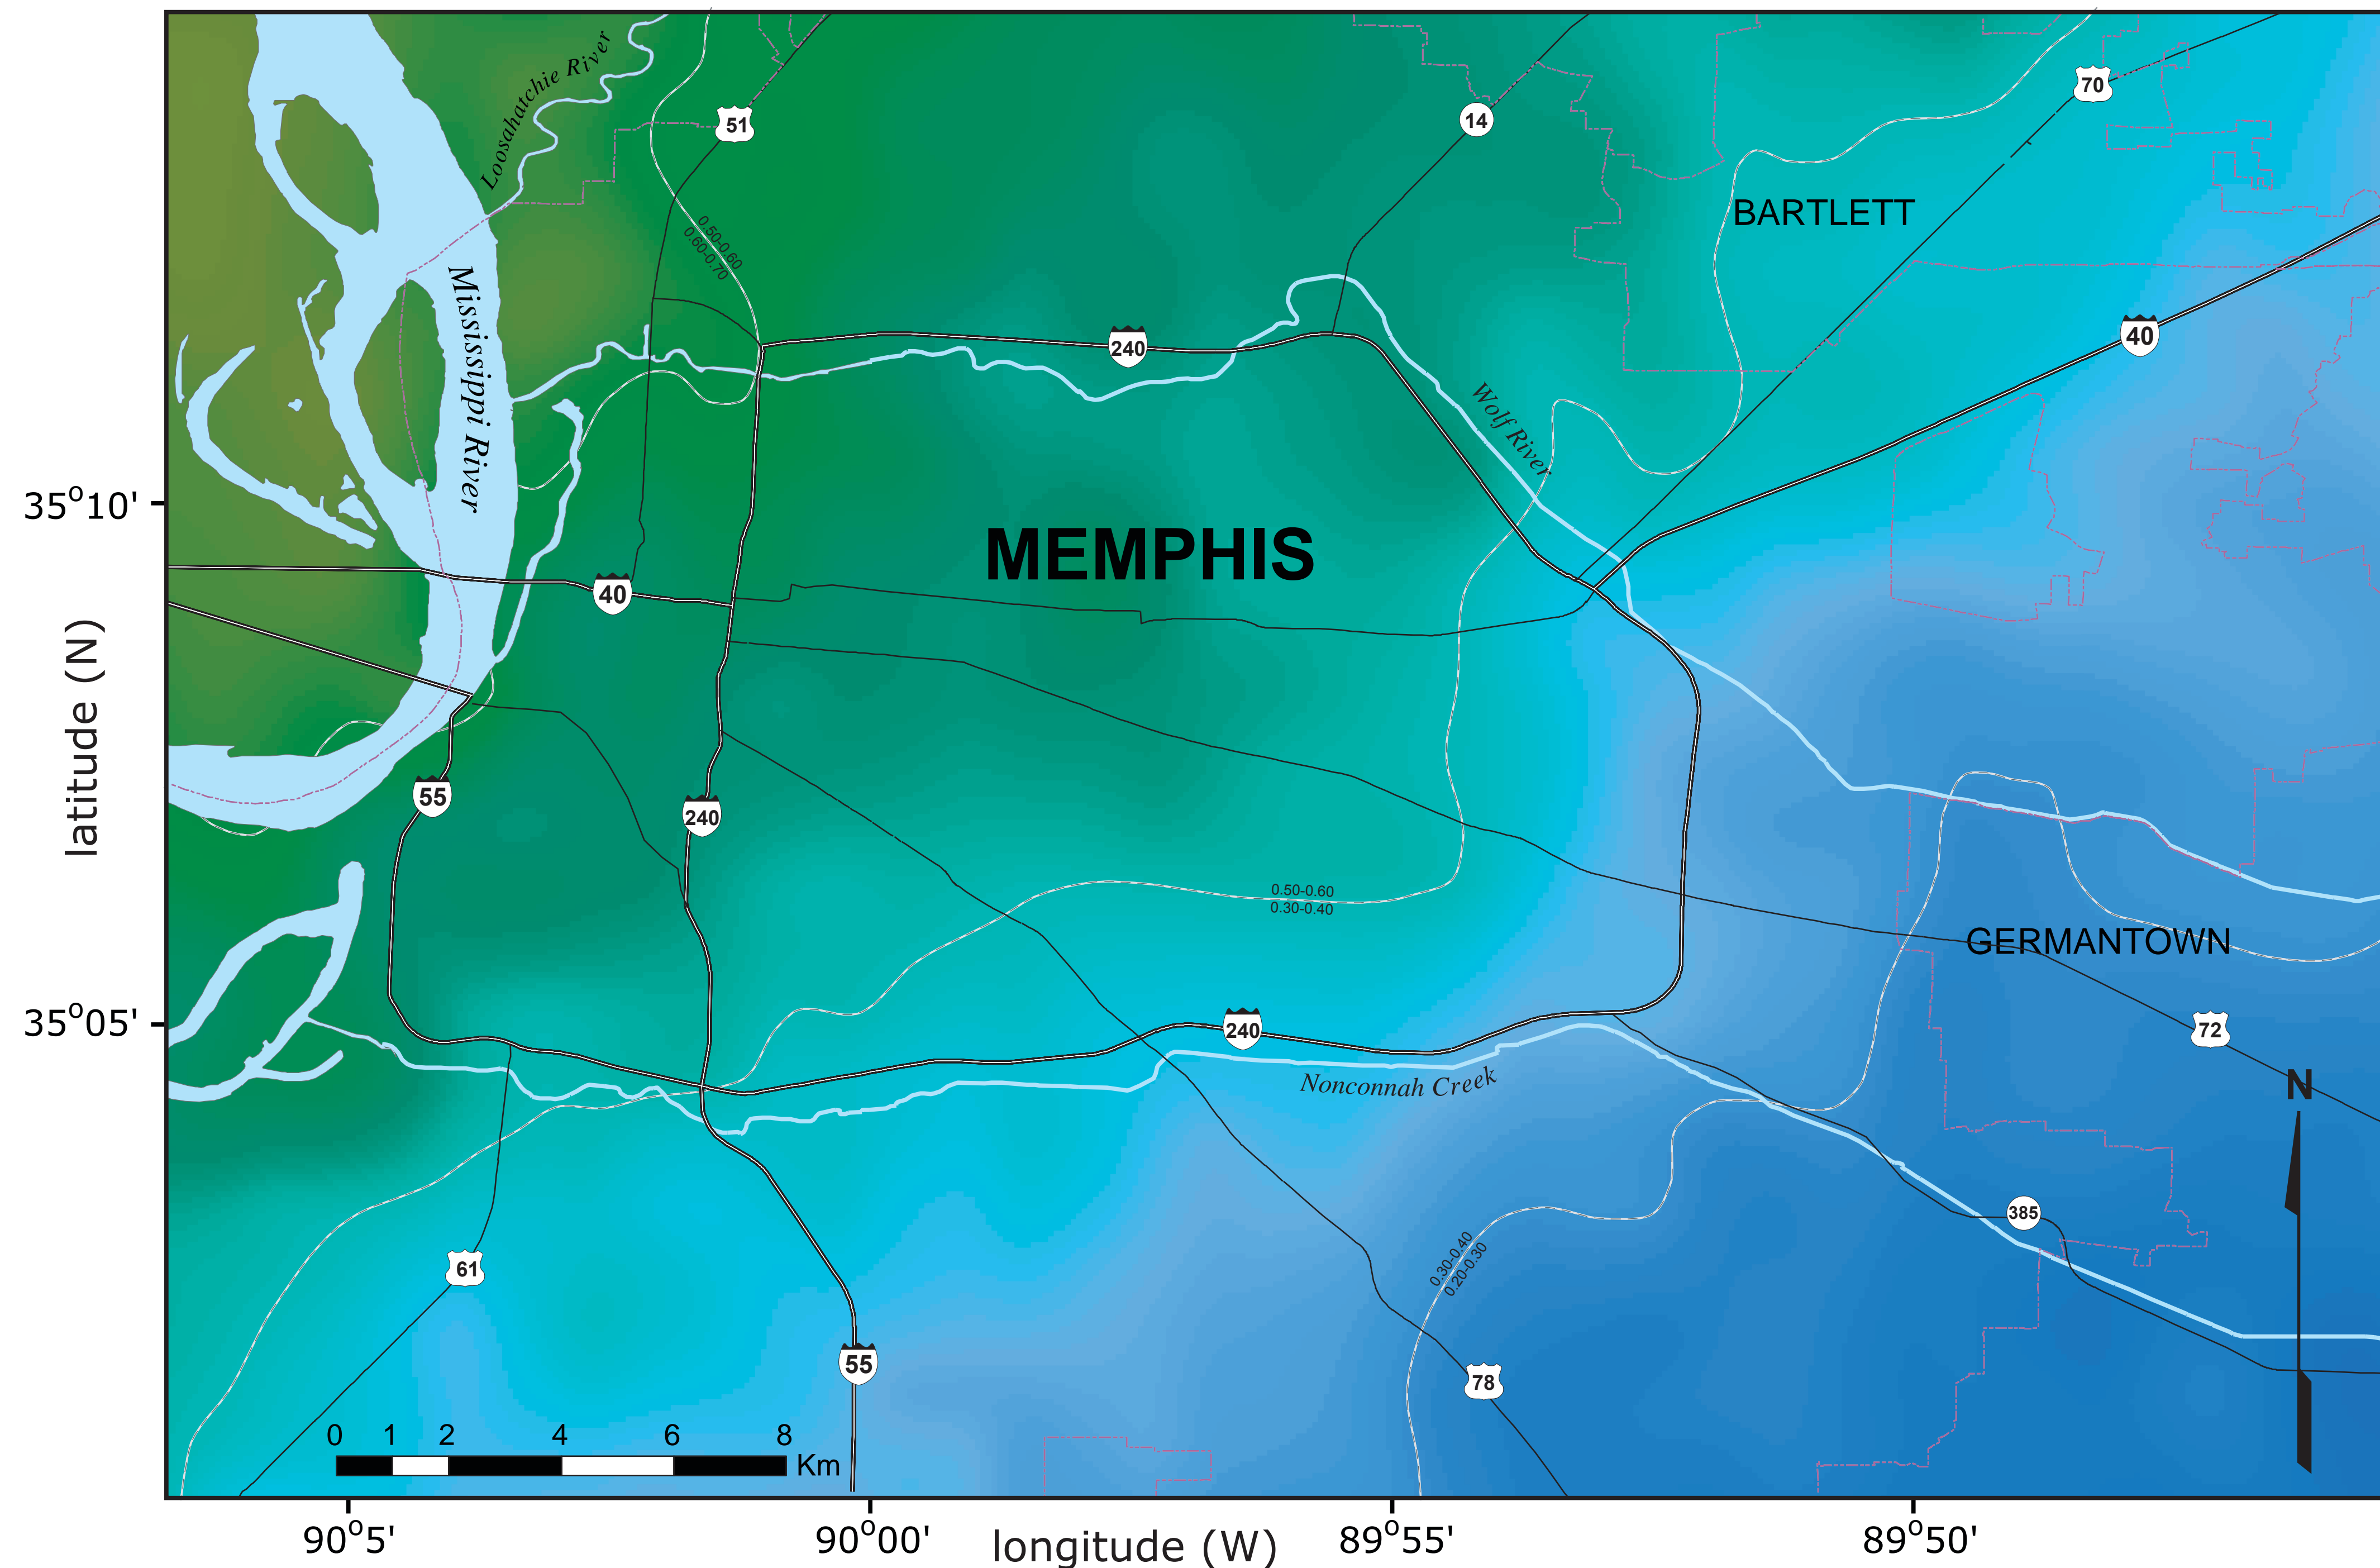 Loosahatchie River
51
14
70
BARTLETT
0.50-0.60
0.60-0.70
Mississippi River
240
40
Wolf River
35°10'
MEMPHIS
40
latitude (N)
55
240
0.50-0.60
0.30-0.40
GERMANTOWN
35°05'
240
72
Nonconnah Creek
N
385
0.30-0.40
0.20-0.30
61
55
78
0 1 2 4 6 8
Km
90°5' 90°00' 89°55' 89°50'
longitude (W)